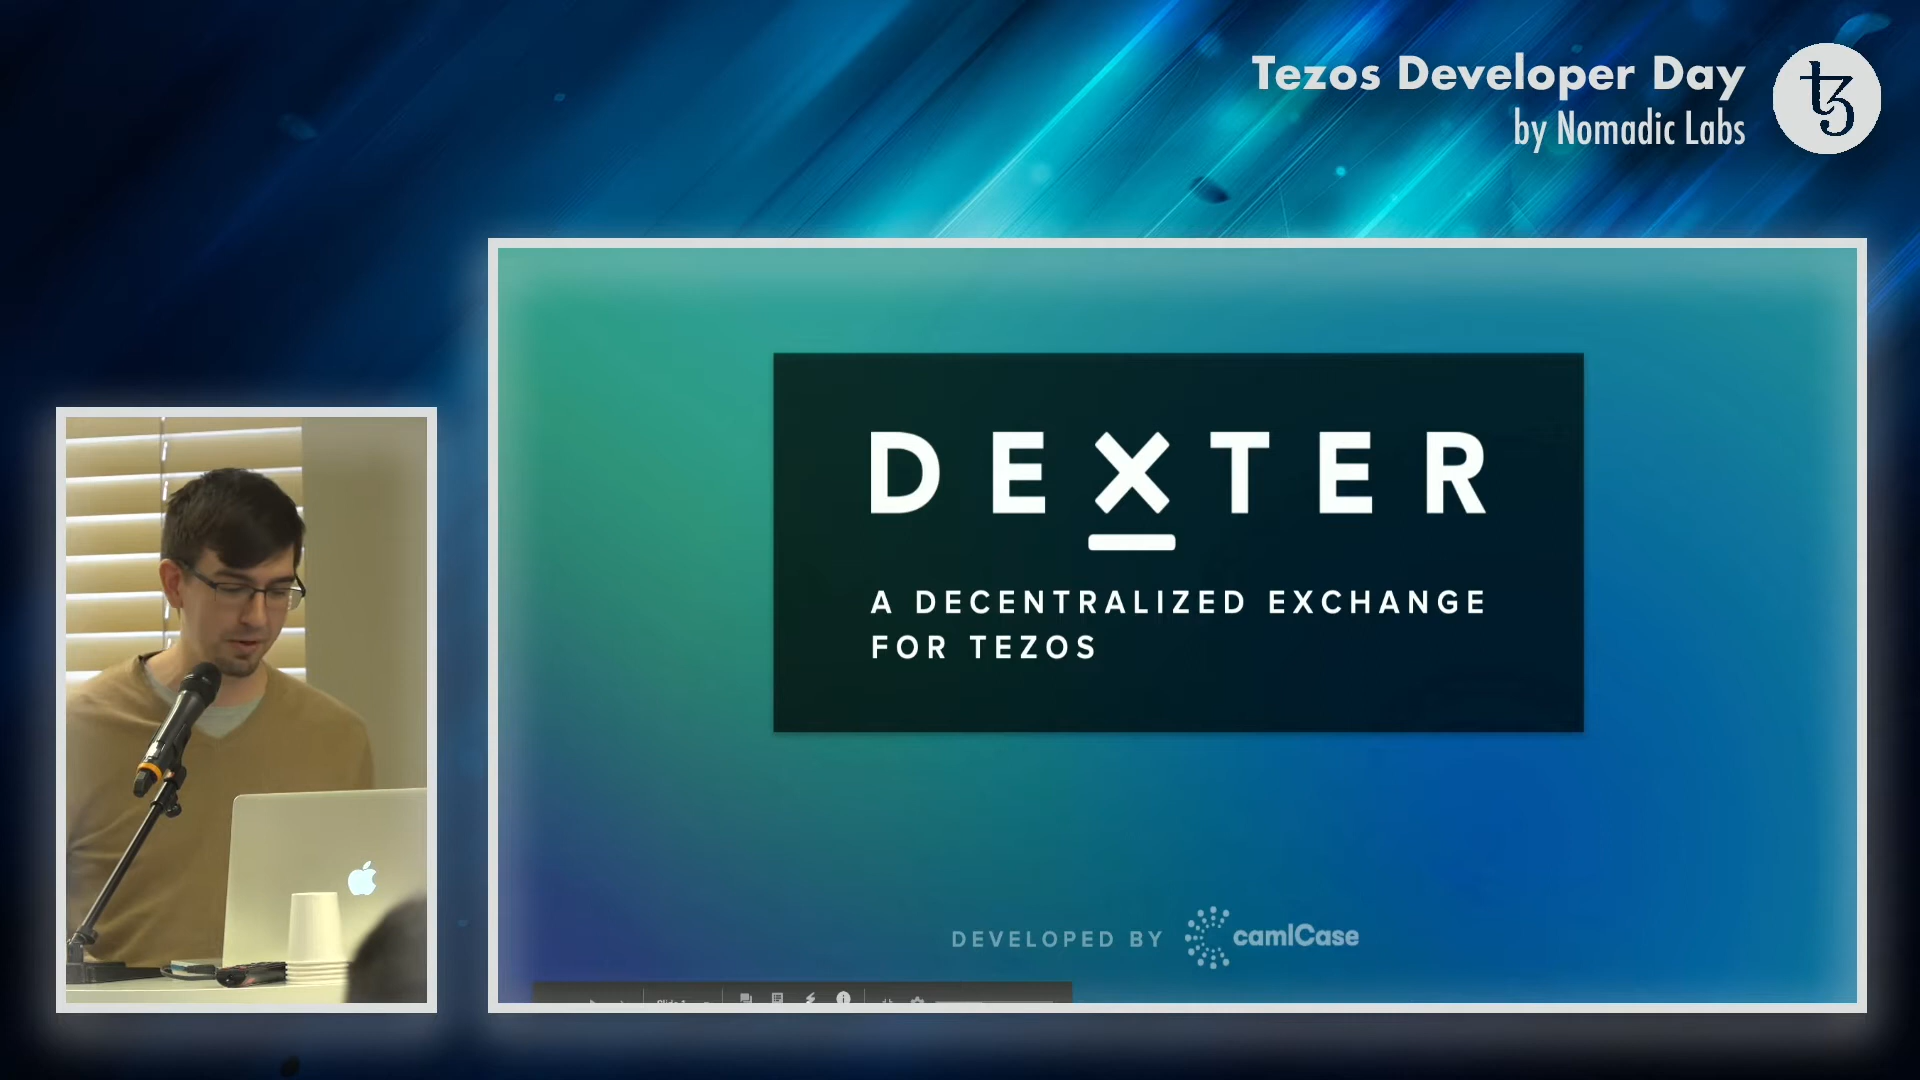 Tezos Developer Day
by Nomadic Labs
DEXTER
A DECENTRALIZED EXCHANGE
FOR TEZOS
DEVELOPED BY camlCase